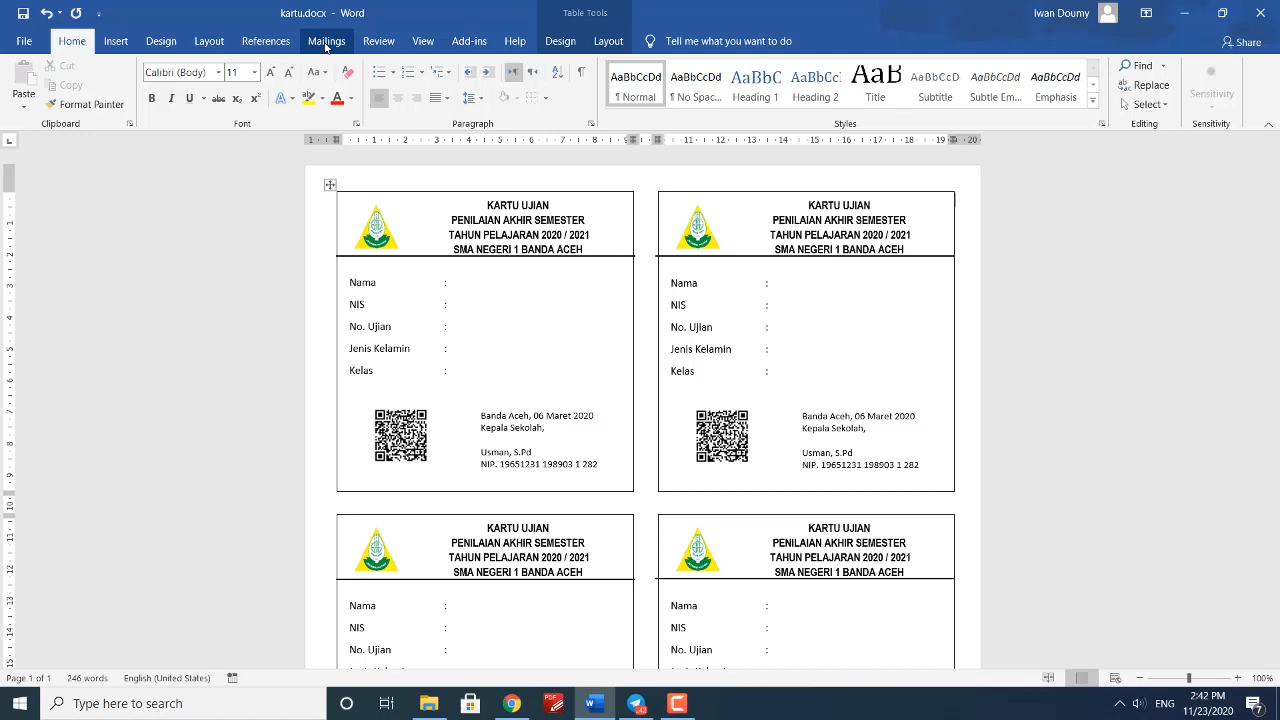 kartu.docx - Word
Table Tools
Iwan Doumy
File Home Insert Design Layout References Mailings Review View Add-ins Help Design Layout Tell me what you want to do Share
Paste
Cut
Copy
Format Painter
Clipboard
Calibri (Body) 11
Font
Paragraph
AaBbCcDd AaBbCcDd AaBbC AaBbCc AaB AaBbCcD AaBbCcDd AaBbCcDd
¶ Normal ¶ No Spac... Heading 1 Heading 2 Title Subtitle Subtle Em... Emphasis
Styles
Find
Replace
Select
Editing
Sensitivity
Sensitivity
KARTU UJIAN
PENILAIAN AKHIR SEMESTER
TAHUN PELAJARAN 2020 / 2021
SMA NEGERI 1 BANDA ACEH
Nama :
NIS :
No. Ujian :
Jenis Kelamin :
Kelas :
Banda Aceh, 06 Maret 2020
Kepala Sekolah,
Usman, S.Pd
NIP. 19651231 198903 1 282
KARTU UJIAN
PENILAIAN AKHIR SEMESTER
TAHUN PELAJARAN 2020 / 2021
SMA NEGERI 1 BANDA ACEH
Nama :
NIS :
No. Ujian :
Jenis Kelamin :
Kelas :
Banda Aceh, 06 Maret 2020
Kepala Sekolah,
Usman, S.Pd
NIP. 19651231 198903 1 282
KARTU UJIAN
PENILAIAN AKHIR SEMESTER
TAHUN PELAJARAN 2020 / 2021
SMA NEGERI 1 BANDA ACEH
Nama :
NIS :
No. Ujian :
KARTU UJIAN
PENILAIAN AKHIR SEMESTER
TAHUN PELAJARAN 2020 / 2021
SMA NEGERI 1 BANDA ACEH
Nama :
NIS :
No. Ujian :
Page 1 of 1 246 words English (United States) 100%
Type here to search
ENG
2:42 PM
11/23/2020